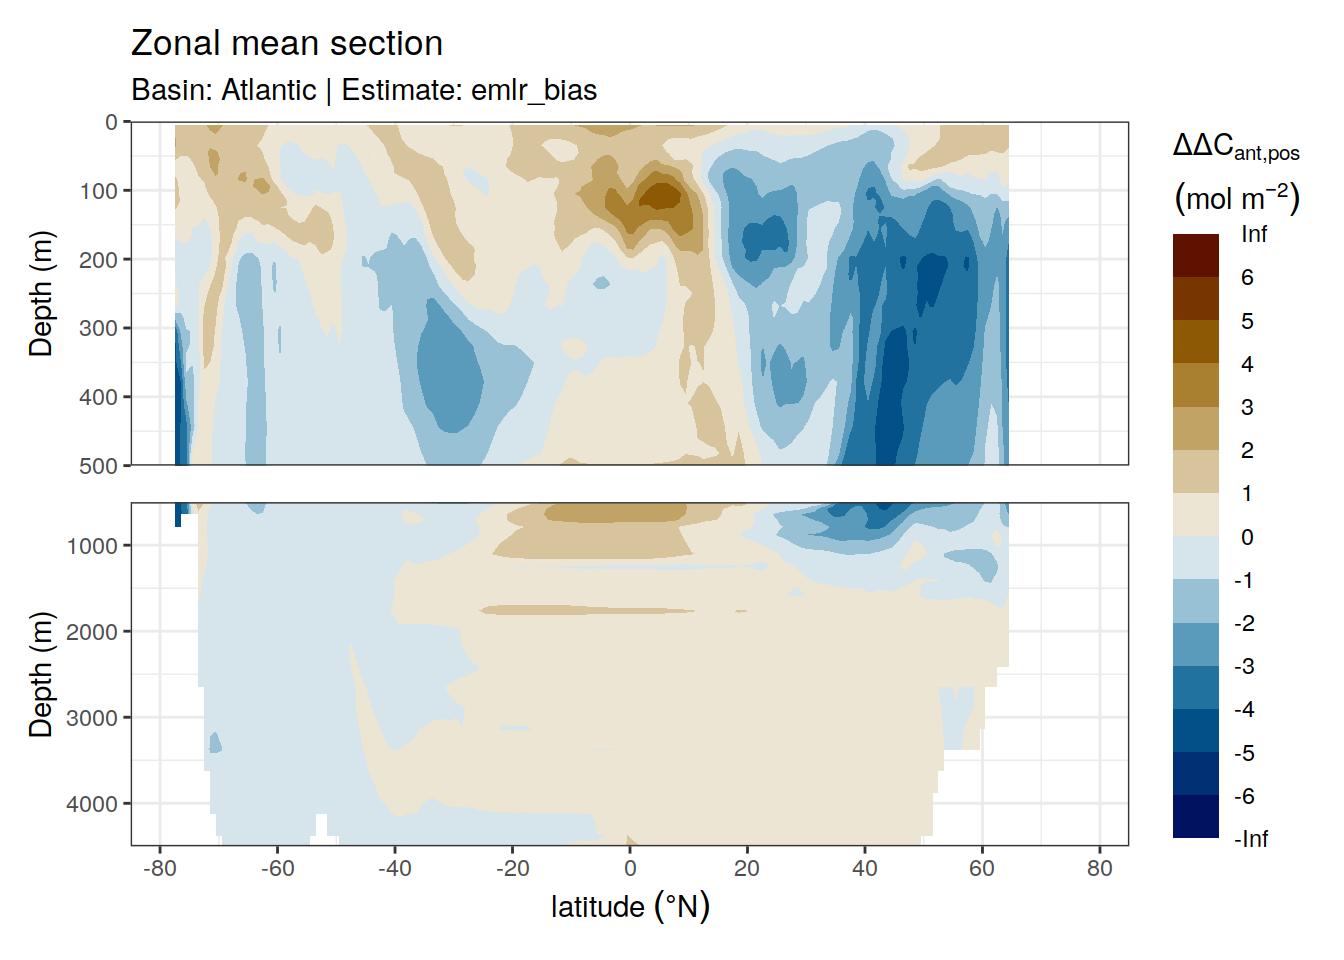 Zonal mean section
Basin: Atlantic | Estimate: emlr_bias
Depth (m)
0
100
200
300
400
500
Depth (m)
1000
2000
3000
4000
-80 -60 -40 -20 0 20 40 60 80
latitude (°N)
ΔΔC_ant,pos
(mol m⁻²)
Inf
6
5
4
3
2
1
0
-1
-2
-3
-4
-5
-6
-Inf